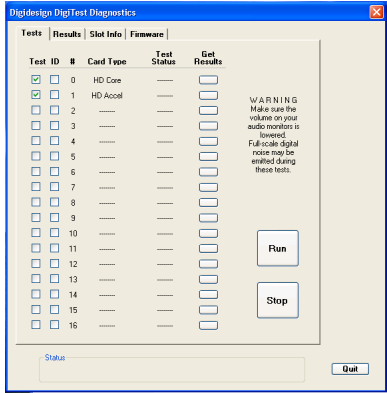 Digidesign DigiTest Diagnostics
Tests Results Slot Info Firmware
Test ID # Card Type Test Status Get Results
0 HD Core -------
1 HD Accel -------
2 -------- -------
3 -------- -------
4 -------- -------
5 -------- -------
6 -------- -------
7 -------- -------
8 -------- -------
9 -------- -------
10 -------- -------
11 -------- -------
12 -------- -------
13 -------- -------
14 -------- -------
15 -------- -------
16 -------- -------
WARNING
Make sure the
volume on your
audio monitors is
lowered.
Full-scale digital
noise may be
emitted during
these tests.
Run
Stop
Status
Quit